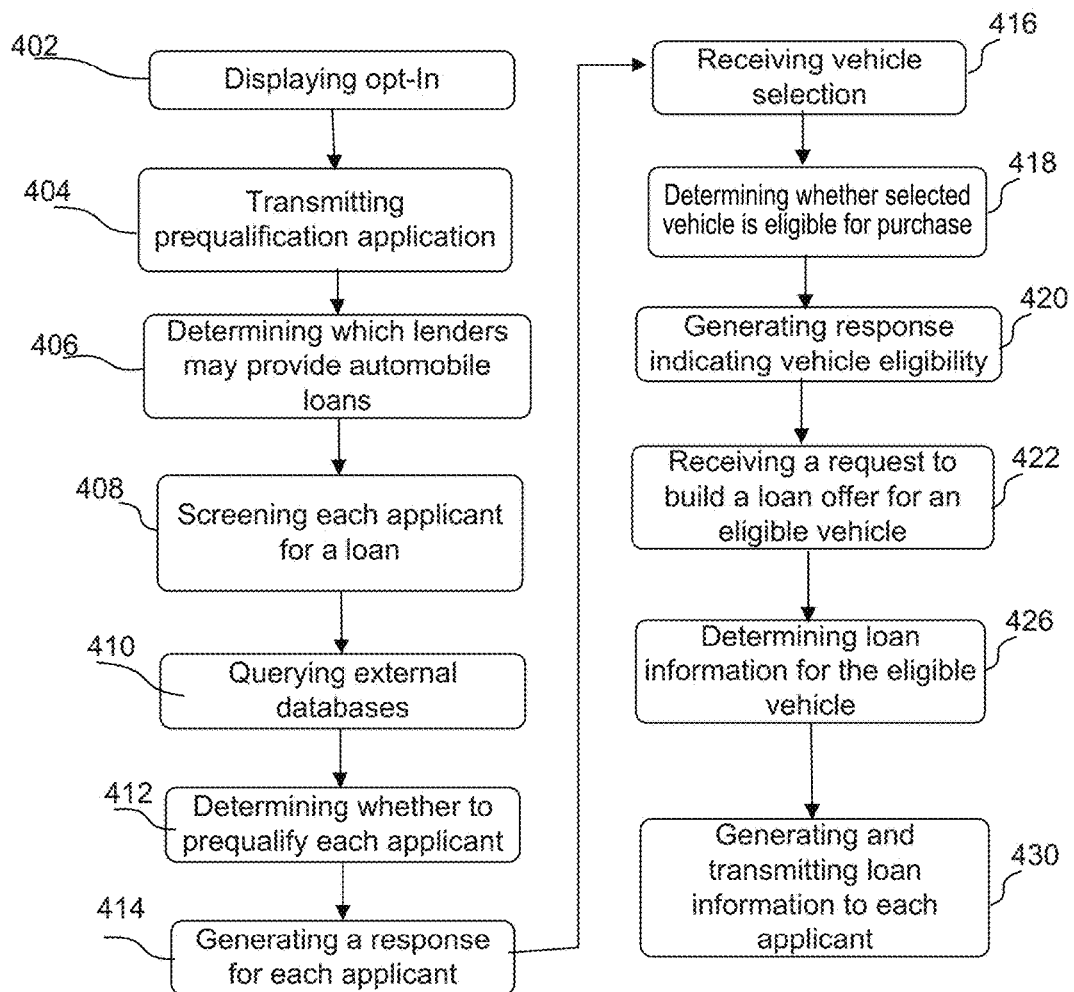 402
Displaying opt-In
404
Transmitting
prequalification application
406
Determining which lenders
may provide automobile
loans
408
Screening each applicant
for a loan
410
Querying external
databases
412
Determining whether to
prequalify each applicant
414
Generating a response
for each applicant
416
Receiving vehicle
selection
418
Determining whether selected
vehicle is eligible for purchase
420
Generating response
indicating vehicle eligibility
422
Receiving a request to
build a loan offer for an
eligible vehicle
426
Determining loan
information for the eligible
vehicle
430
Generating and
transmitting loan
information to each
applicant